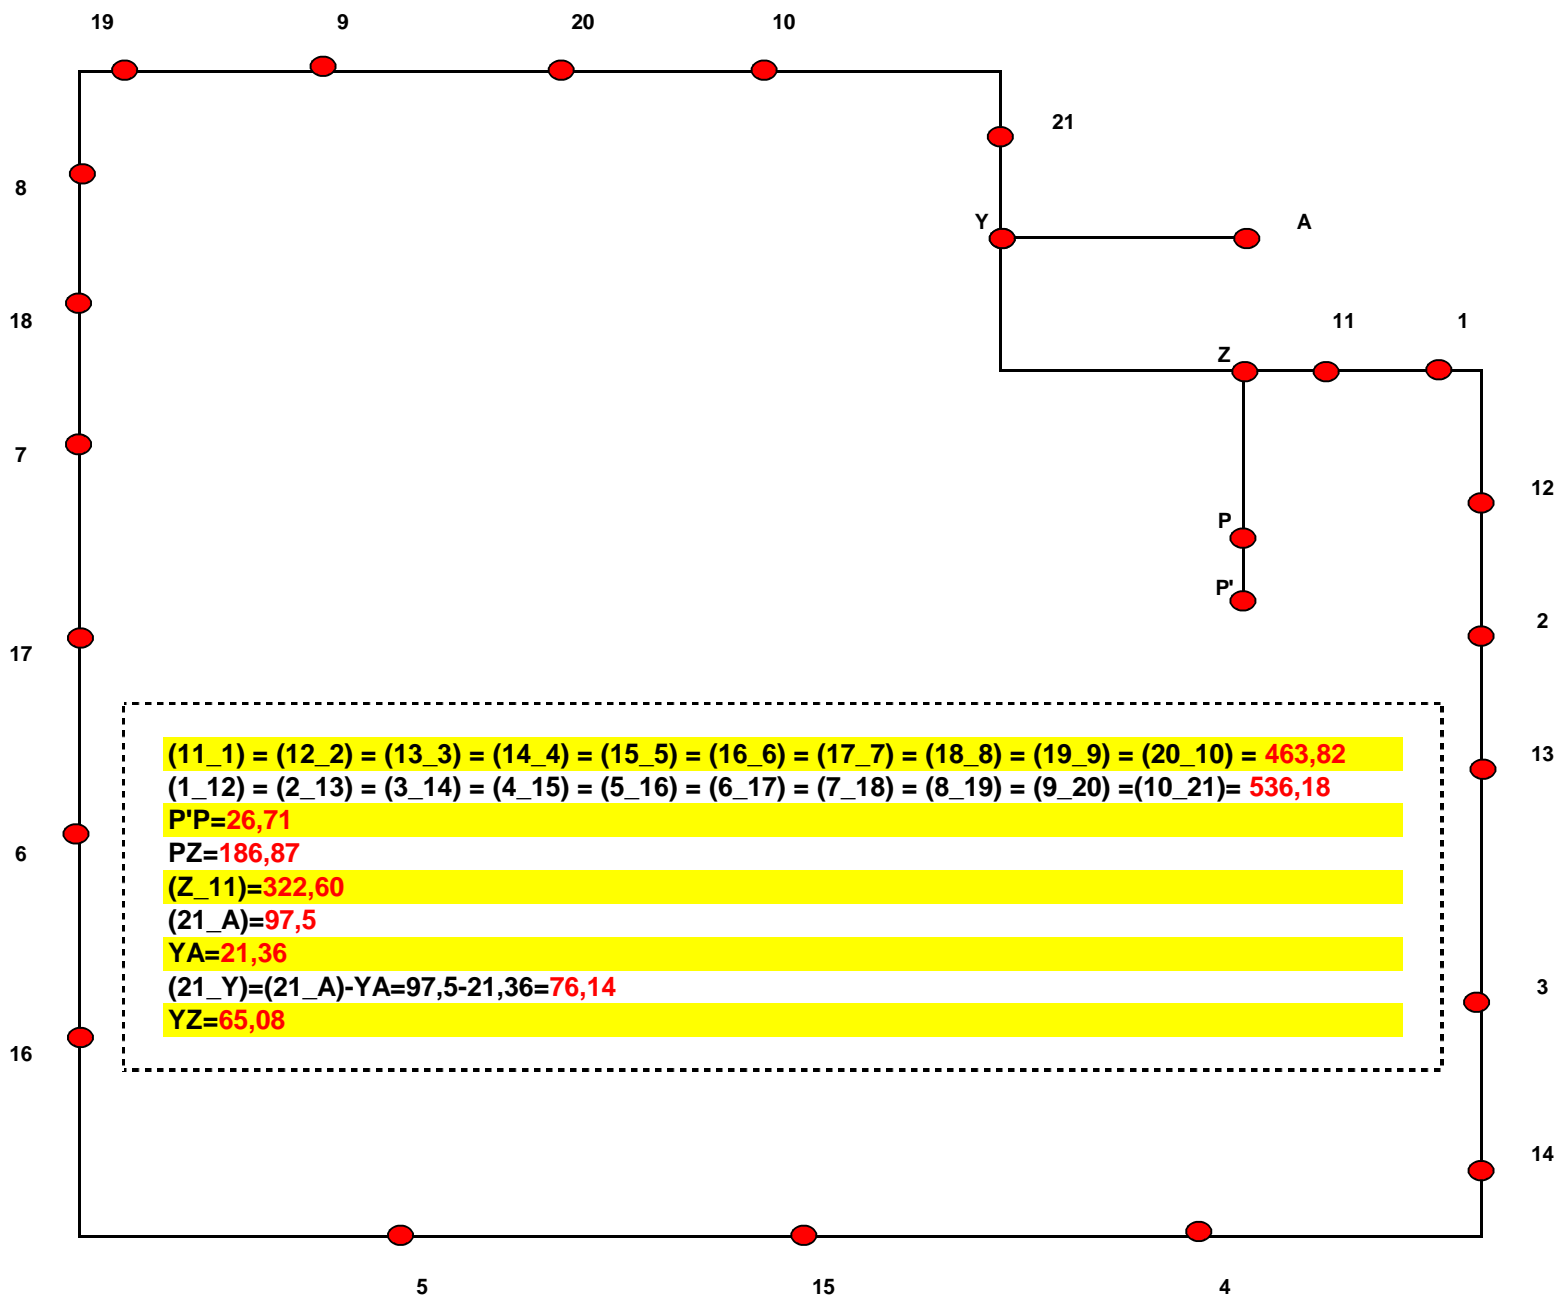 19 9 20 10
21
8
Y A
18 11 1
Z
7
12
P
P'
2
17
(11_1) = (12_2) = (13_3) = (14_4) = (15_5) = (16_6) = (17_7) = (18_8) = (19_9) = (20_10) = 463,82
13
(1_12) = (2_13) = (3_14) = (4_15) = (5_16) = (6_17) = (7_18) = (8_19) = (9_20) =(10_21)= 536,18
P'P=26,71
6
PZ=186,87
(Z_11)=322,60
(21_A)=97,5
YA=21,36
(21_Y)=(21_A)-YA=97,5-21,36=76,14
3
YZ=65,08
16
14
5 15 4